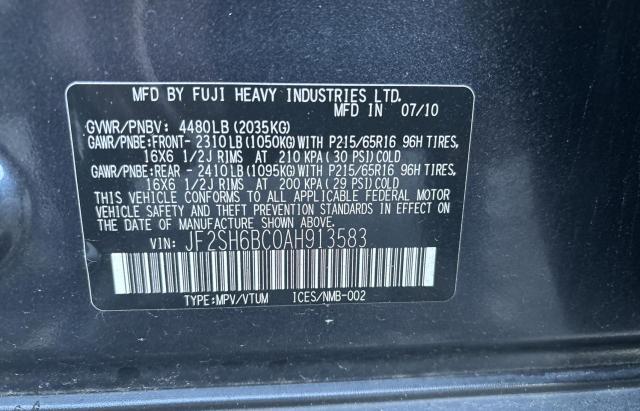 MFD BY FUJI HEAVY INDUSTRIES LTD.
MFD IN 07/10
GVWR/PNBV: 4480LB(2035KG)
GAWR/PNBE:FRONT- 2310LB(1050KG)WITH P215/65R16 96H TIRES,
16X6 1/2J RIMS AT 210 KPA(30 PSI)COLD
GAWR/PNBE:REAR - 2410LB(1095KG)WITH P215/65R16 96H TIRES,
16X6 1/2J RIMS AT 200 KPA(29 PSI)COLD
THIS VEHICLE CONFORMS TO ALL APPLICABLE FEDERAL MOTOR
VEHICLE SAFETY AND THEFT PREVENTION STANDARDS IN EFFECT
ON THE DATE OF MANUFACTURE SHOWN ABOVE.
VIN: JF2SH6BC0AH913583
TYPE:MPV/VTUM ICES/NMB-002